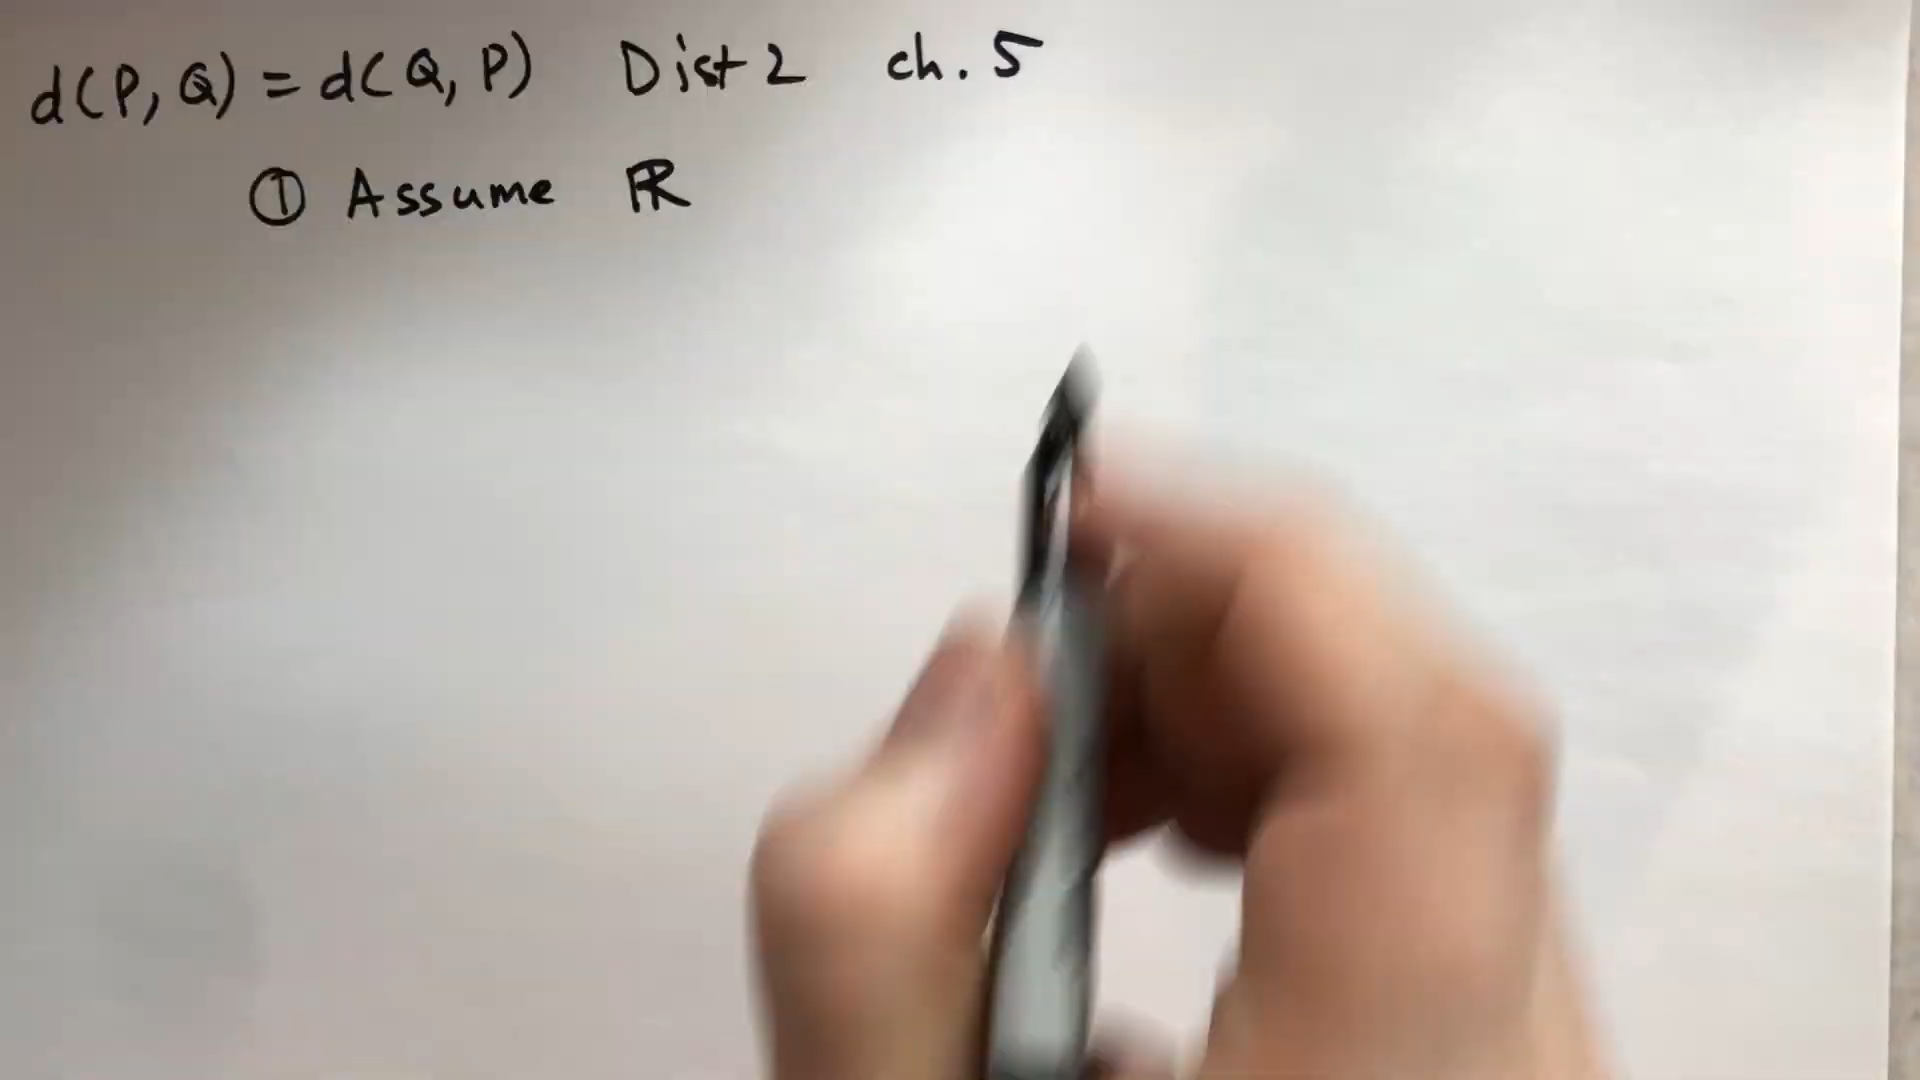 d(P, Q) = d(Q, P) Dist 2 ch. 5
① Assume ℝ